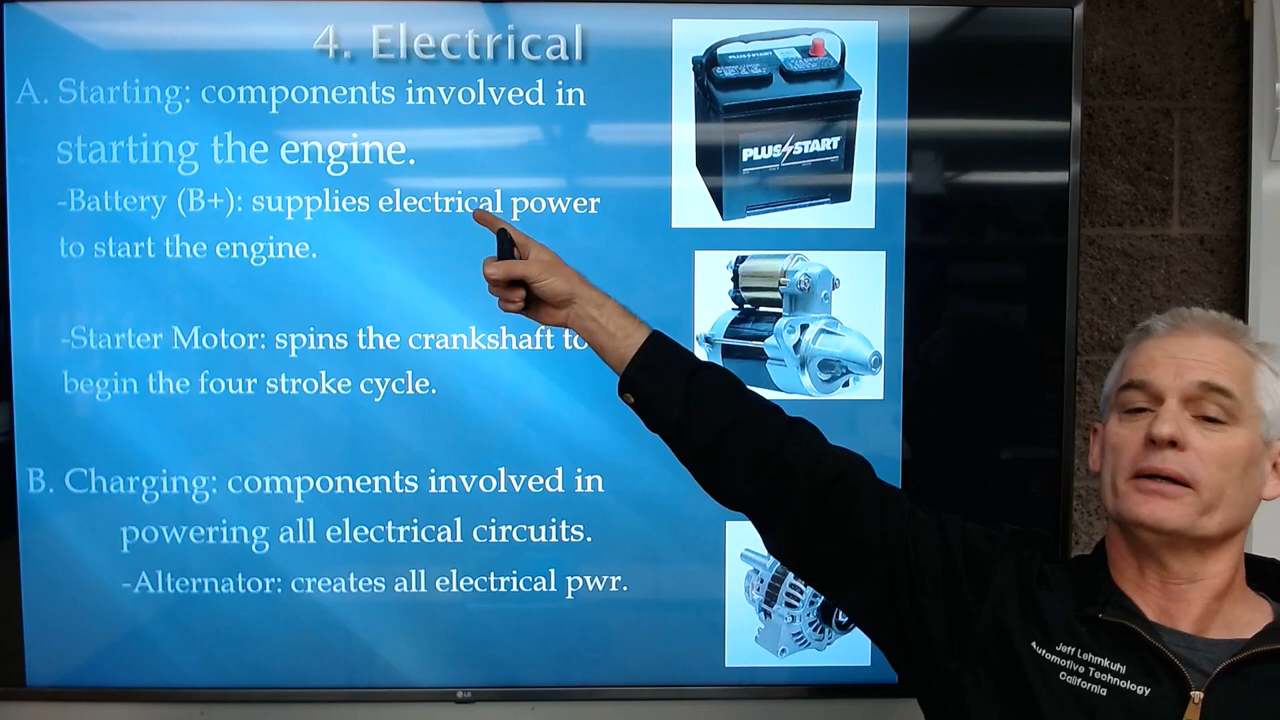 4. Electrical
A. Starting: components involved in
starting the engine.
-Battery (B+): supplies electrical power
to start the engine.
-Starter Motor: spins the crankshaft to
begin the four stroke cycle.
B. Charging: components involved in
powering all electrical circuits.
-Alternator: creates all electrical pwr.
PLUS START
PLUS START
LG
Jeff Lehmkuhl
Automotive Technology
California